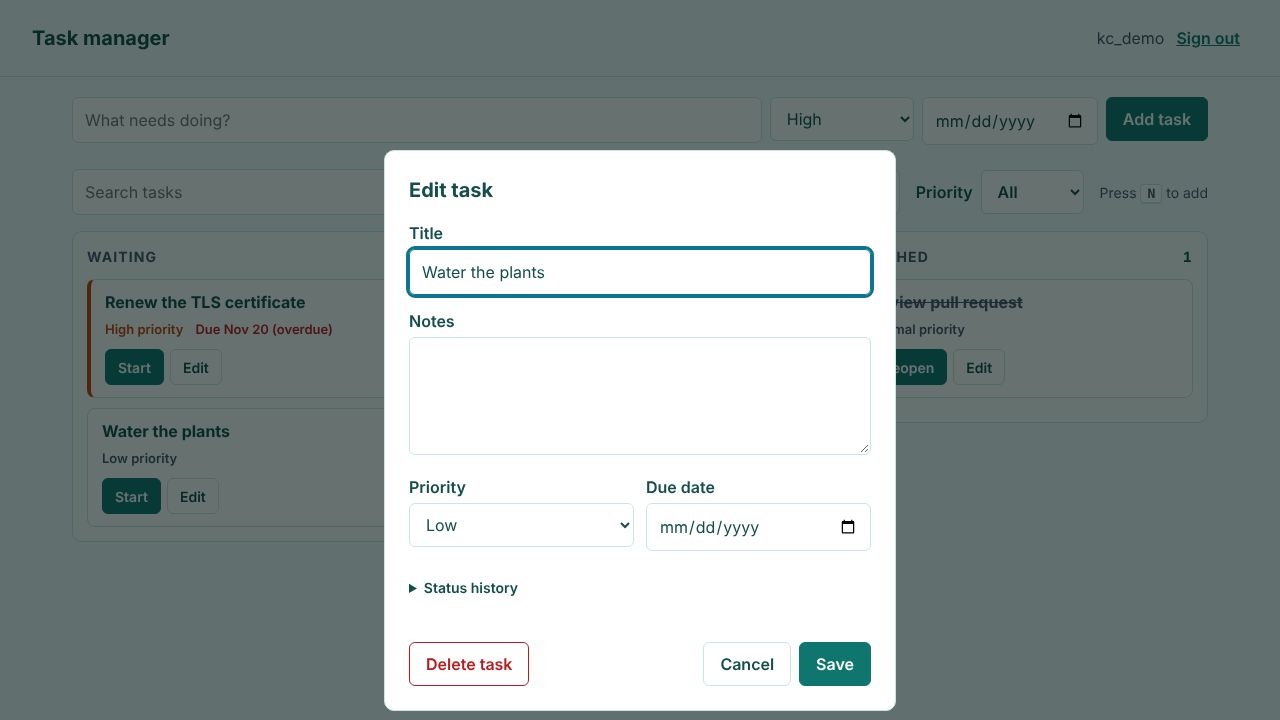 Task manager
kc_demo Sign out
What needs doing? High mm/dd/yyyy Add task
Search tasks Priority All Press N to add
WAITING
Renew the TLS certificate
High priority Due Nov 20 (overdue)
Start Edit
Water the plants
Low priority
Start Edit
Edit task
Title
Water the plants
Notes
Priority Due date
Low mm/dd/yyyy
Status history
Delete task Cancel Save
HED 1
view pull request
mal priority
eopen Edit